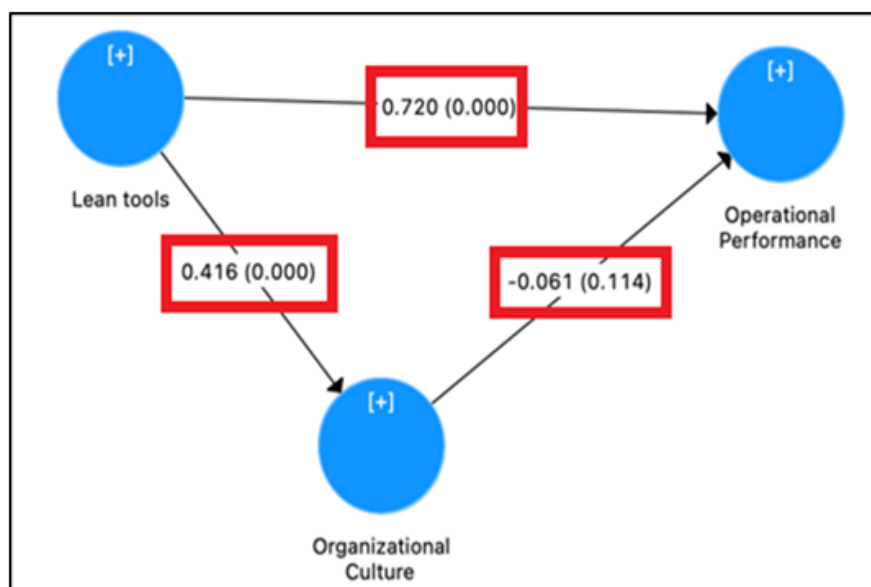 [+]
[+]
0.720 (0.000)
Lean tools
Operational
Performance
0.416 (0.000)
-0.061 (0.114)
[+]
Organizational
Culture